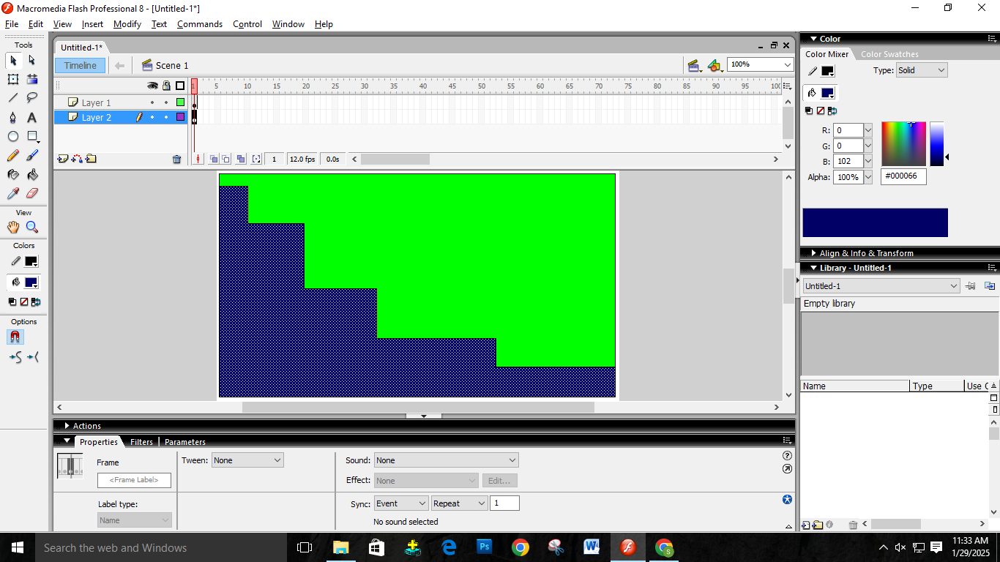 Macromedia Flash Professional 8 - [Untitled-1*]
File Edit View Insert Modify Text Commands Control Window Help
Tools
View
Colors
Options
Untitled-1*
Timeline Scene 1 100%
1 5 10 15 20 25 30 35 40 45 50 55 60 65 70 75 80 85 90 95 100
Layer 1
Layer 2
1 12.0 fps 0.0s
Actions
Properties Filters Parameters
Frame Tween: None Sound: None
<Frame Label> Effect: None Edit...
Label type: Sync: Event Repeat 1
Name No sound selected
Color
Color Mixer Color Swatches
Type: Solid
R: 0
G: 0
B: 102
Alpha: 100% #000066
Align & Info & Transform
Library - Untitled-1
Untitled-1
Empty library
Name Type Use C
Search the web and Windows
Ps
11:33 AM
1/29/2025